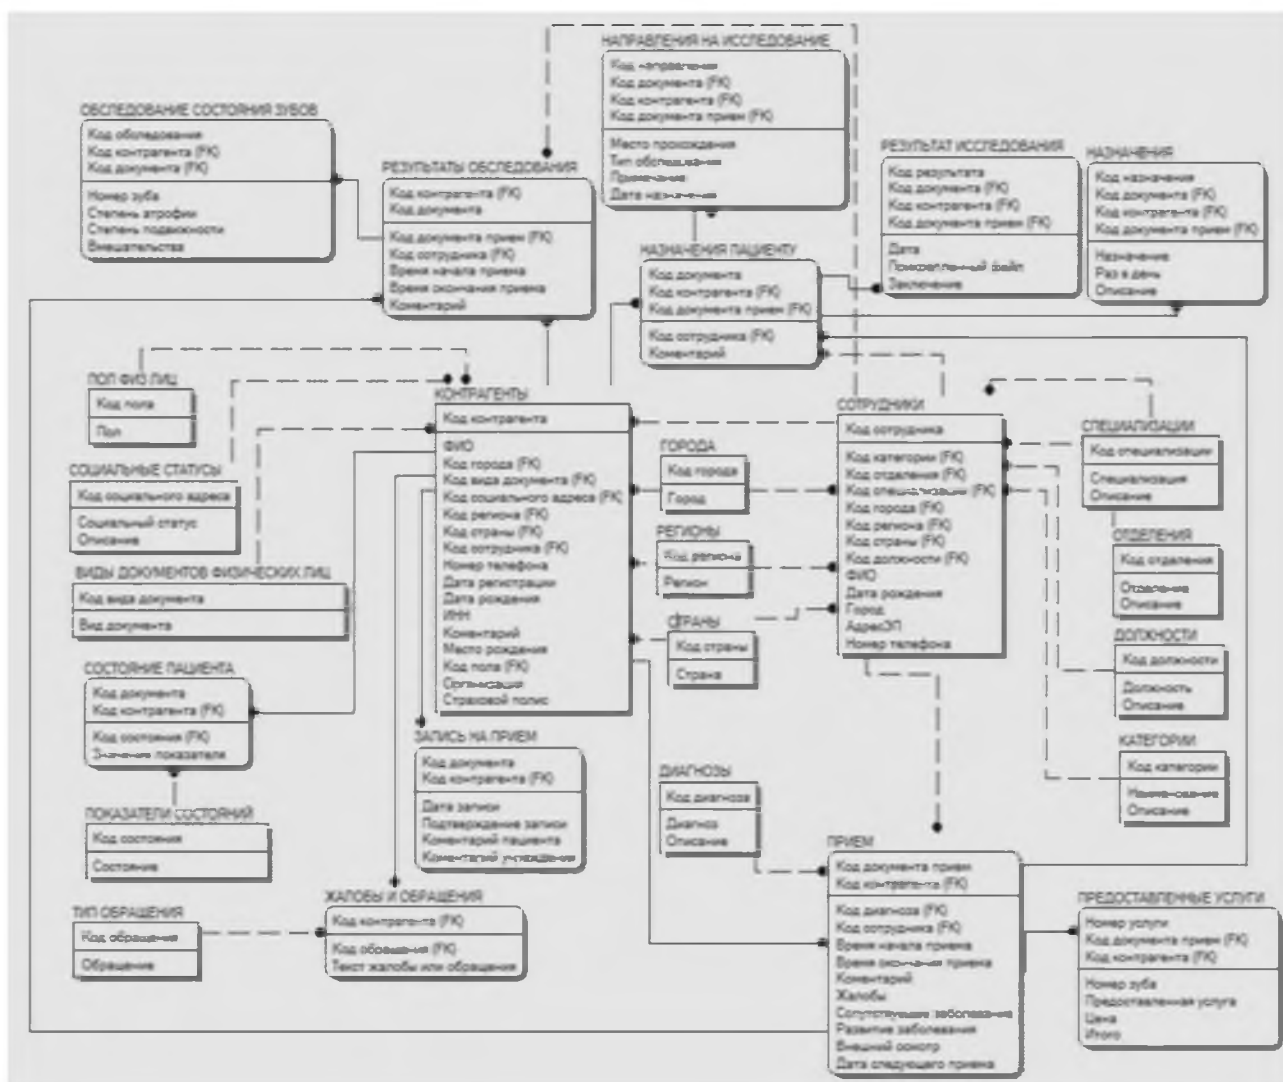 НАПРАВЛЕНИЯ НА ИССЛЕДОВАНИЕ
Код направления
Код документа (FK)
Код контрагента (FK)
Код документа прием (FK)
Место прохождения
Тип обследования
Примечание
Дата назначения
ОБСЛЕДОВАНИЕ СОСТОЯНИЯ ЗУБОВ
Код обследования
Код контрагента (FK)
Код документа (FK)
Номер зуба
Степень атрофии
Степень подвижности
Вмешательства
РЕЗУЛЬТАТЫ ОБСЛЕДОВАНИЯ
Код контрагента (FK)
Код документа
Код документа прием (FK)
Код сотрудника (FK)
Время начала приема
Время окончания приема
Коментарий
РЕЗУЛЬТАТ ИССЛЕДОВАНИЯ
Код результата
Код документа (FK)
Код контрагента (FK)
Код документа прием (FK)
Дата
Прикрепленный файл
Заключение
НАЗНАЧЕНИЯ
Код назначения
Код документа (FK)
Код контрагента (FK)
Код документа прием (FK)
Назначение
Раз в день
Описание
НАЗНАЧЕНИЯ ПАЦИЕНТУ
Код документа
Код контрагента (FK)
Код документа прием (FK)
Код сотрудника (FK)
Коментарий
ПОЛ ФИЗ ЛИЦ
Код пола
Пол
СОЦИАЛЬНЫЕ СТАТУСЫ
Код социального адреса
Социальный статус
Описание
ВИДЫ ДОКУМЕНТОВ ФИЗИЧЕСКИХ ЛИЦ
Код вида документа
Вид документа
СОСТОЯНИЕ ПАЦИЕНТА
Код документа
Код контрагента (FK)
Код состояния (FK)
Значение показателя
ПОКАЗАТЕЛИ СОСТОЯНИЙ
Код состояния
Состояние
ТИП ОБРАЩЕНИЯ
Код обращения
Обращение
КОНТРАГЕНТЫ
Код контрагента
ФИО
Код города (FK)
Код вида документа (FK)
Код социального адреса (FK)
Код региона (FK)
Код страны (FK)
Код сотрудника (FK)
Номер телефона
Дата регистрации
Дата рождения
ИНН
Коментарий
Место рождения
Код пола (FK)
Организация
Страховой полис
ЗАПИСЬ НА ПРИЕМ
Код документа
Код контрагента (FK)
Дата записи
Подтверждение записи
Коментарий пациента
Коментарий учреждения
ЖАЛОБЫ И ОБРАЩЕНИЯ
Код контрагента (FK)
Код обращения (FK)
Текст жалобы или обращения
ГОРОДА
Код города
Город
РЕГИОНЫ
Код региона
Регион
СТРАНЫ
Код страны
Страна
ДИАГНОЗЫ
Код диагноза
Диагноз
Описание
СОТРУДНИКИ
Код сотрудника
Код категории (FK)
Код отделения (FK)
Код специализации (FK)
Код города (FK)
Код региона (FK)
Код страны (FK)
Код должности (FK)
ФИО
Дата рождения
Город
АдресЭП
Номер телефона
СПЕЦИАЛИЗАЦИИ
Код специализации
Специализация
Описание
ОТДЕЛЕНИЯ
Код отделения
Отделение
Описание
ДОЛЖНОСТИ
Код должности
Должность
Описание
КАТЕГОРИИ
Код категории
Наименование
Описание
ПРИЕМ
Код документа прием
Код контрагента (FK)
Код диагноза (FK)
Код сотрудника (FK)
Время начала приема
Время окончания приема
Коментарий
Жалобы
Сопутствующие заболевание
Развитие заболевания
Внешний осмотр
Дата следующего приема
ПРЕДОСТАВЛЕННЫЕ УСЛУГИ
Номер услуги
Код документа прием (FK)
Код контрагента (FK)
Номер зуба
Предоставленная услуга
Цена
Итого